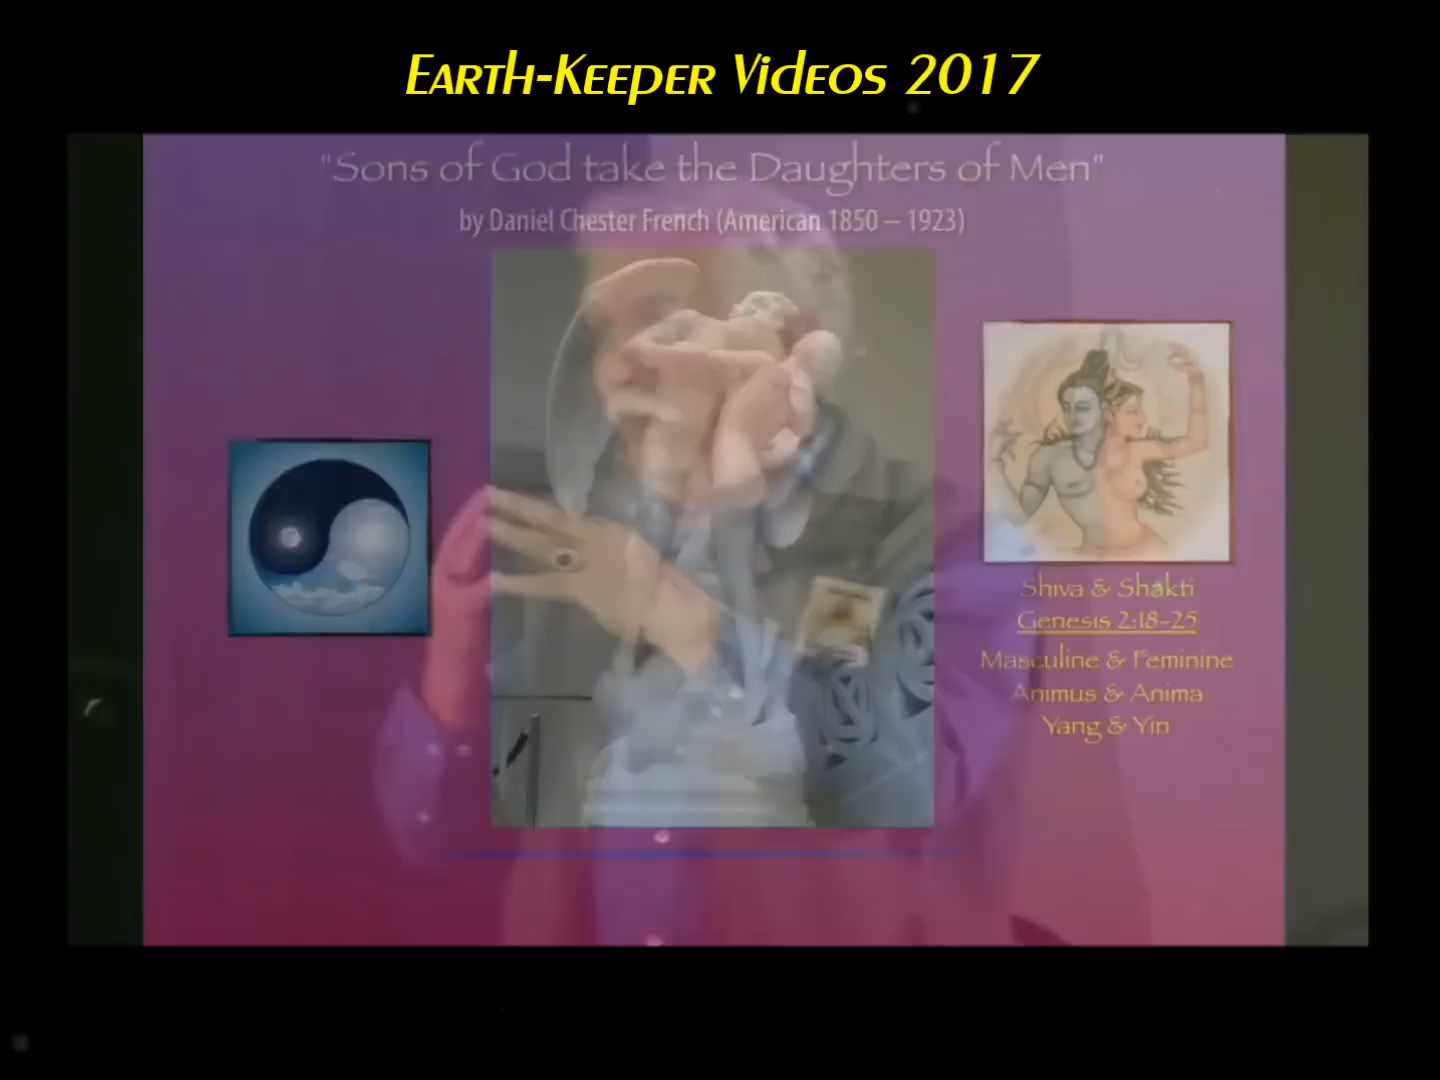 Earth-Keeper Videos 2017
"Sons of God take the Daughters of Men"
by Daniel Chester French (American 1850 – 1923)
Shiva & Shakti
Genesis 2:18-25
Masculine & Feminine
Animus & Anima
Yang & Yin